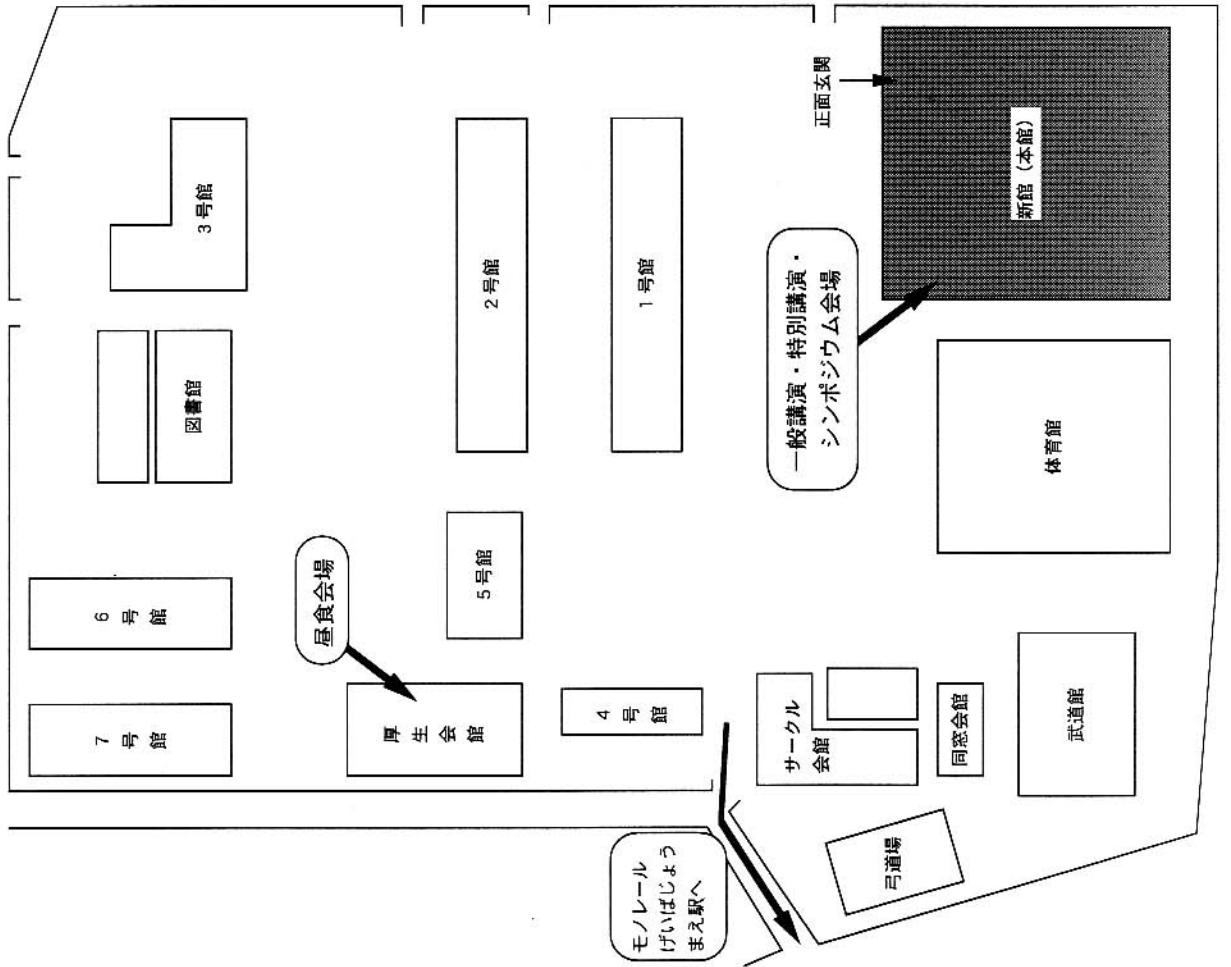 7号館
6号館
図書館
3号館
昼食会場
厚生会館
5号館
2号館
4号館
1号館
モノレール
けいばじょう
まえ駅へ
サークル
会館
一般講演・特別講演・
シンポジウム会場
正面玄関
弓道場
同窓会館
武道館
体育館
新館（本館）